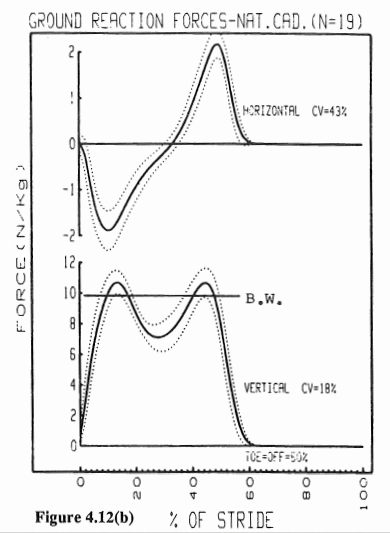 GROUND REACTION FORCES-NAT.CAD.(N=19)
2
1
0
-1
-2
HORIZONTAL CV=43%
FORCE(N/Kg)
12
10
8
6
4
2
0
B.W.
VERTICAL CV=18%
TOE-OFF=60%
0
20
40
60
80
100
Figure 4.12(b)
% OF STRIDE